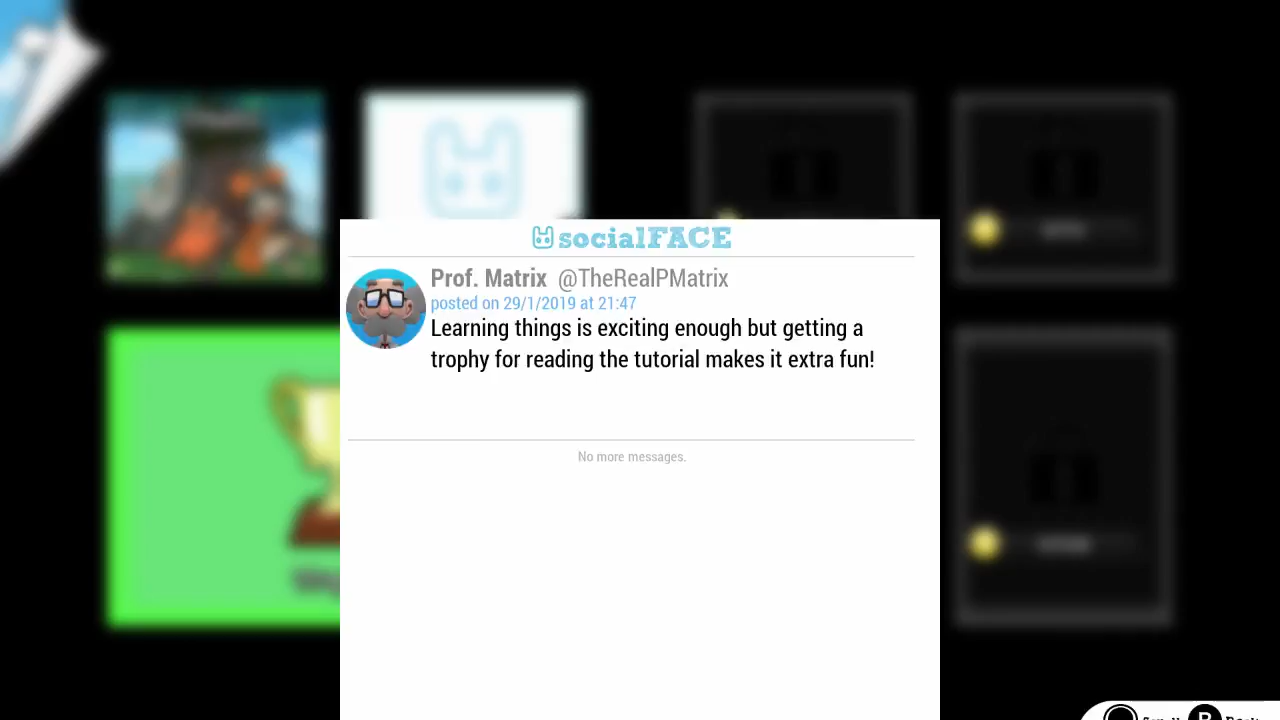 socialFACE
Prof. Matrix @TheRealPMatrix
posted on 29/1/2019 at 21:47
Learning things is exciting enough but getting a
trophy for reading the tutorial makes it extra fun!
No more messages.